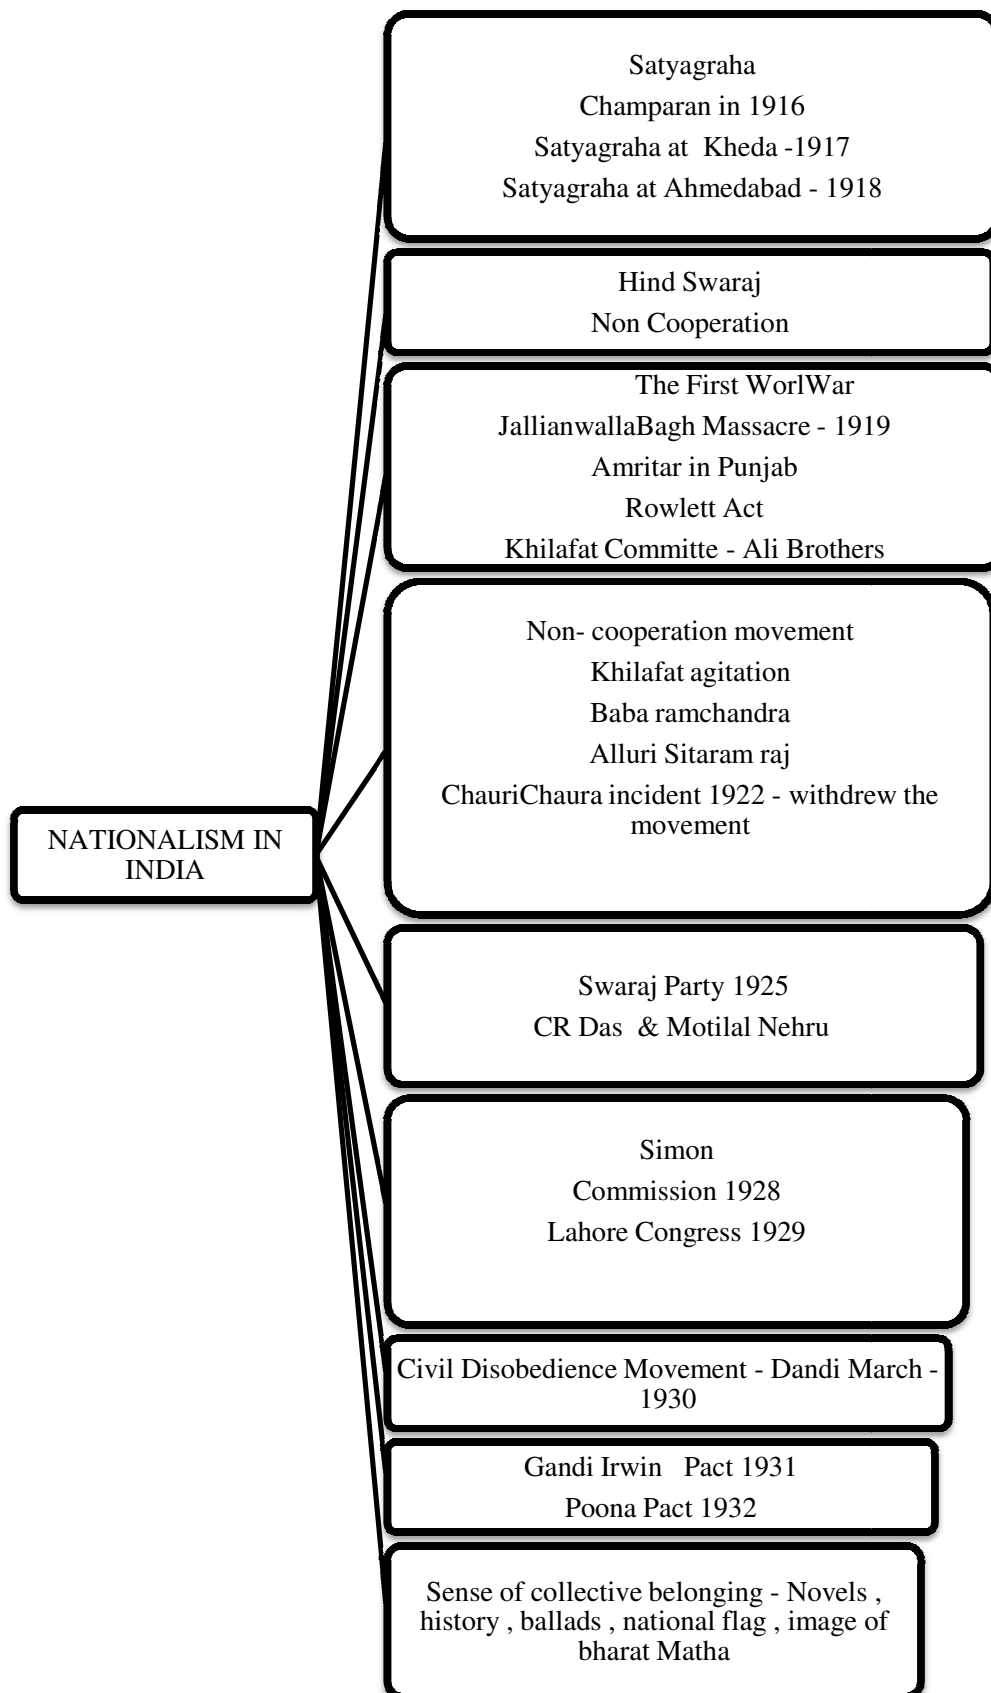 NATIONALISM IN
INDIA
Satyagraha
Champaran in 1916
Satyagraha at Kheda -1917
Satyagraha at Ahmedabad - 1918
Hind Swaraj
Non Cooperation
The First WorlWar
JallianwallaBagh Massacre - 1919
Amritar in Punjab
Rowlett Act
Khilafat Committe - Ali Brothers
Non- cooperation movement
Khilafat agitation
Baba ramchandra
Alluri Sitaram raj
ChauriChaura incident 1922 - withdrew the
movement
Swaraj Party 1925
CR Das & Motilal Nehru
Simon
Commission 1928
Lahore Congress 1929
Civil Disobedience Movement - Dandi March -
1930
Gandi Irwin Pact 1931
Poona Pact 1932
Sense of collective belonging - Novels ,
history , ballads , national flag , image of
bharat Matha